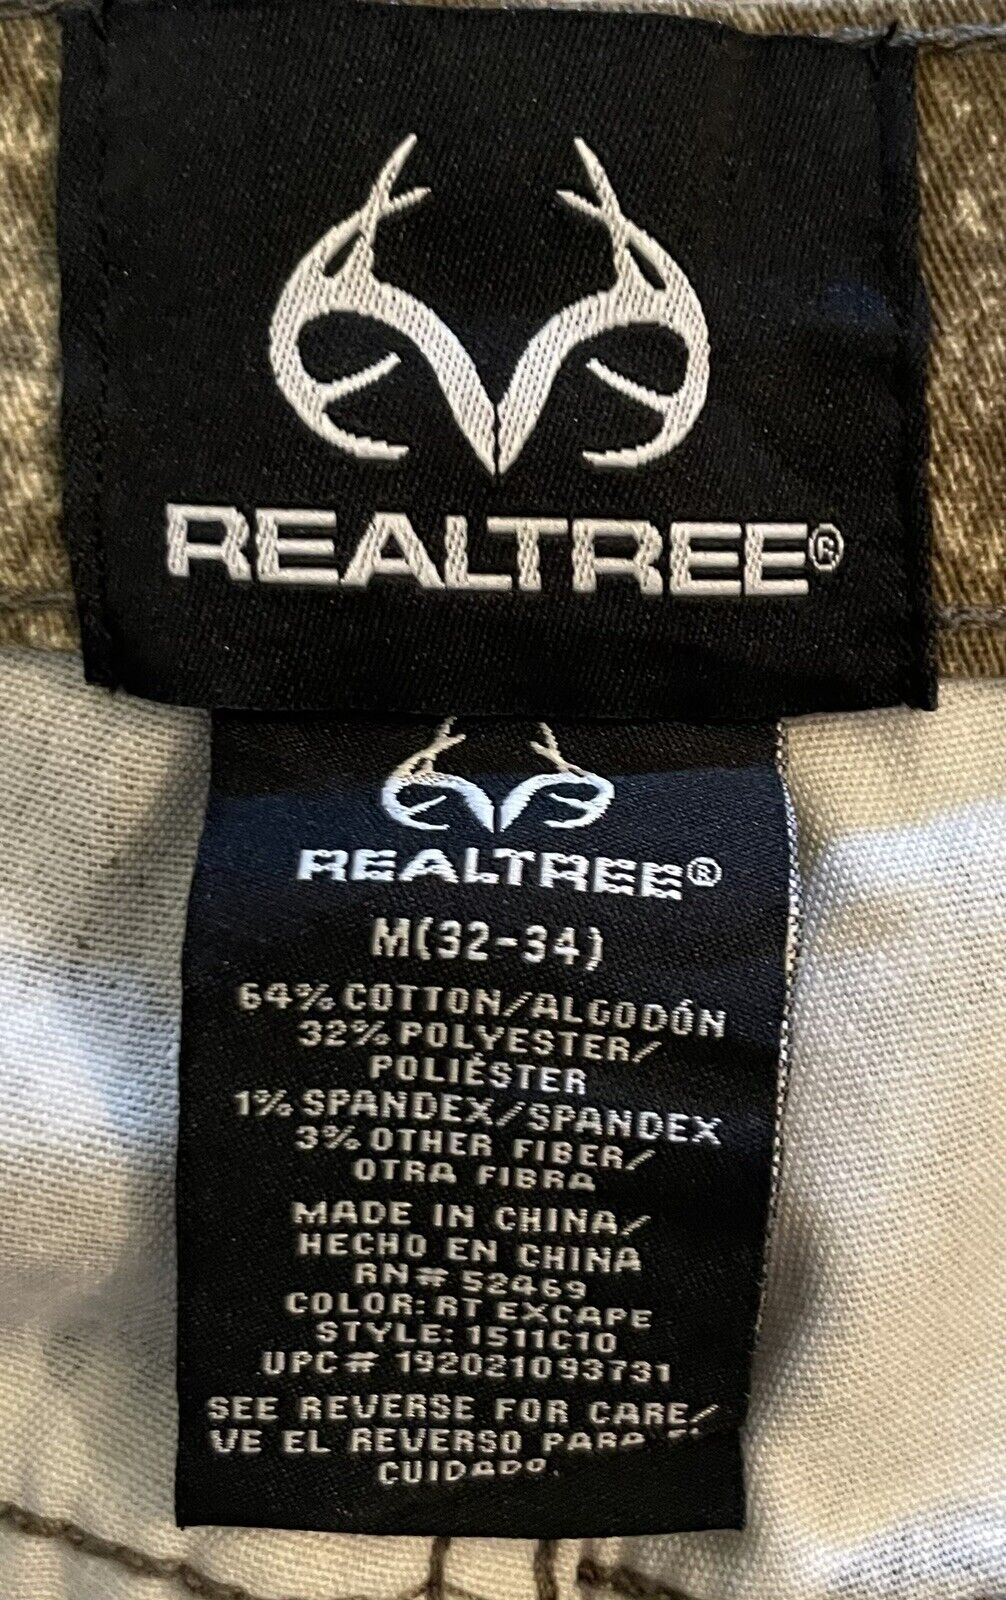 REALTREE®
REALTREE®
M(32-34)
64% COTTON/ALGODÓN
32% POLYESTER/
POLIÉSTER
1% SPANDEX/SPANDEX
3% OTHER FIBER/
OTRA FIBRA
MADE IN CHINA/
HECHO EN CHINA
RN# 52469
COLOR: RT EXCAPE
STYLE: 1511C10
UPC# 192021093731
SEE REVERSE FOR CARE/
VE EL REVERSO PARA EL
CUIDADO.